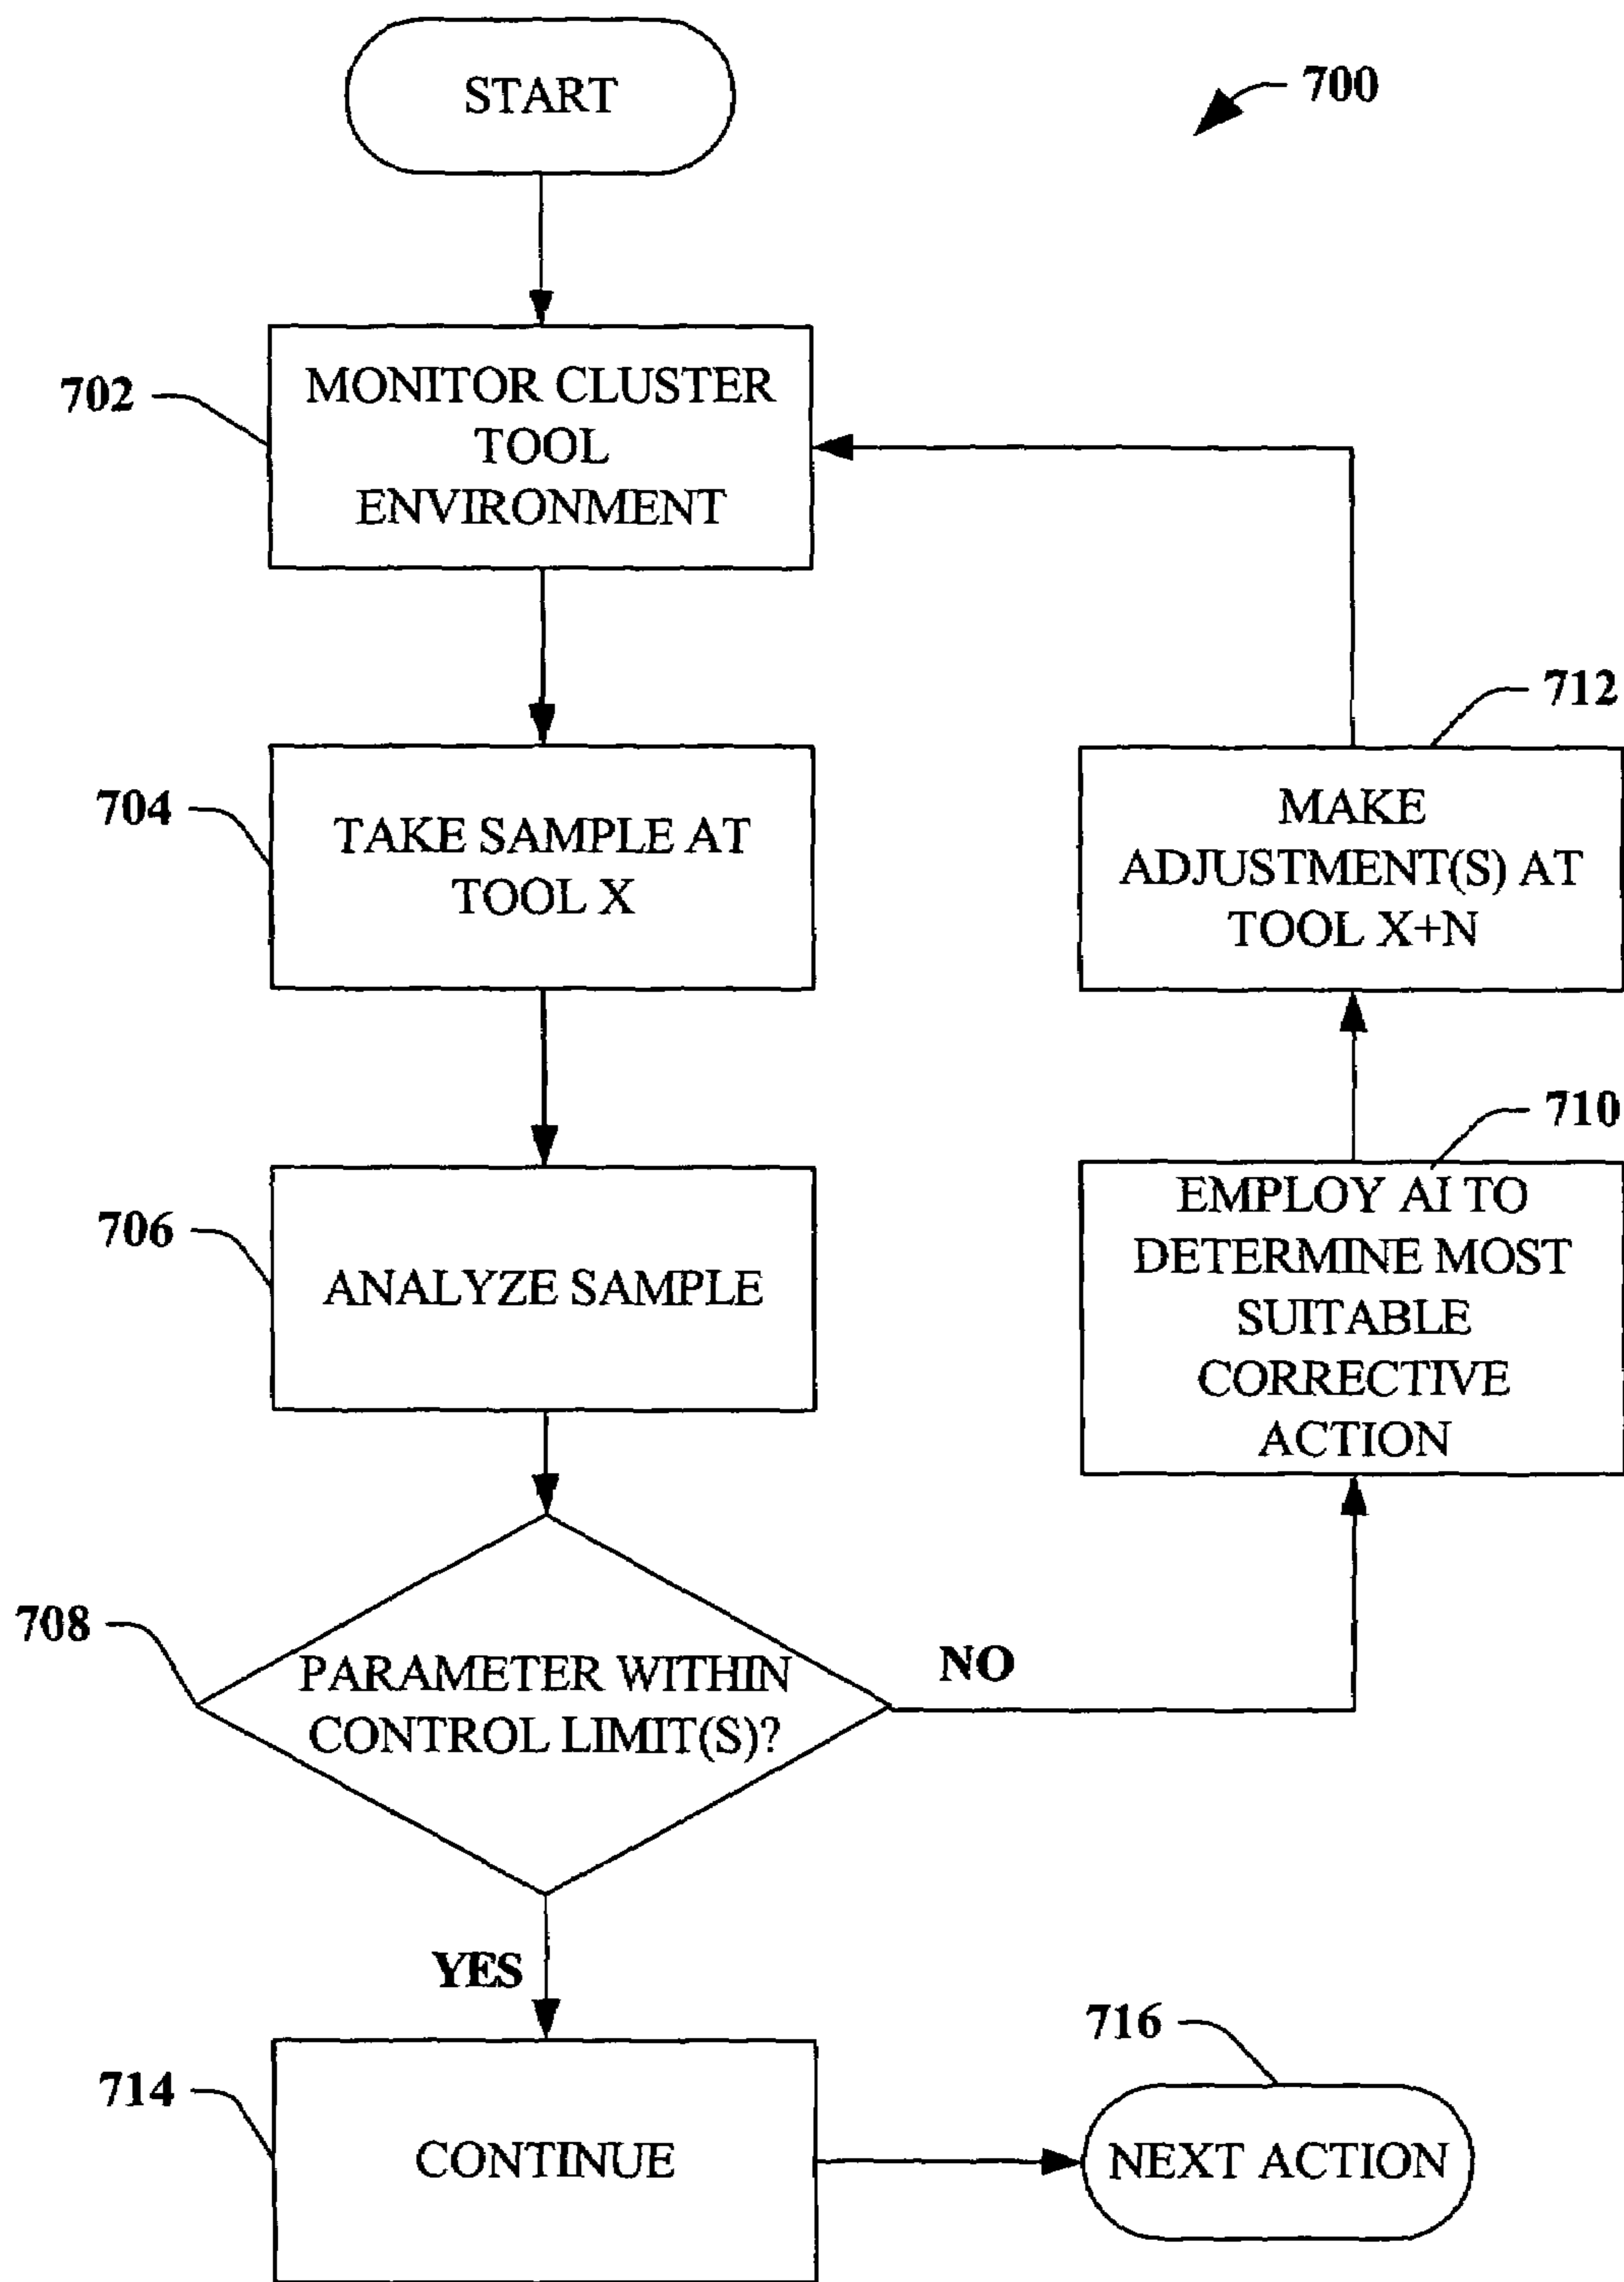 START
700
702
MONITOR CLUSTER
TOOL
ENVIRONMENT
704
TAKE SAMPLE AT
TOOL X
712
MAKE
ADJUSTMENT(S) AT
TOOL X+N
706
ANALYZE SAMPLE
710
EMPLOY AI TO
DETERMINE MOST
SUITABLE
CORRECTIVE
ACTION
708
PARAMETER WITHIN
CONTROL LIMIT(S)?
NO
YES
714
CONTINUE
716
NEXT ACTION